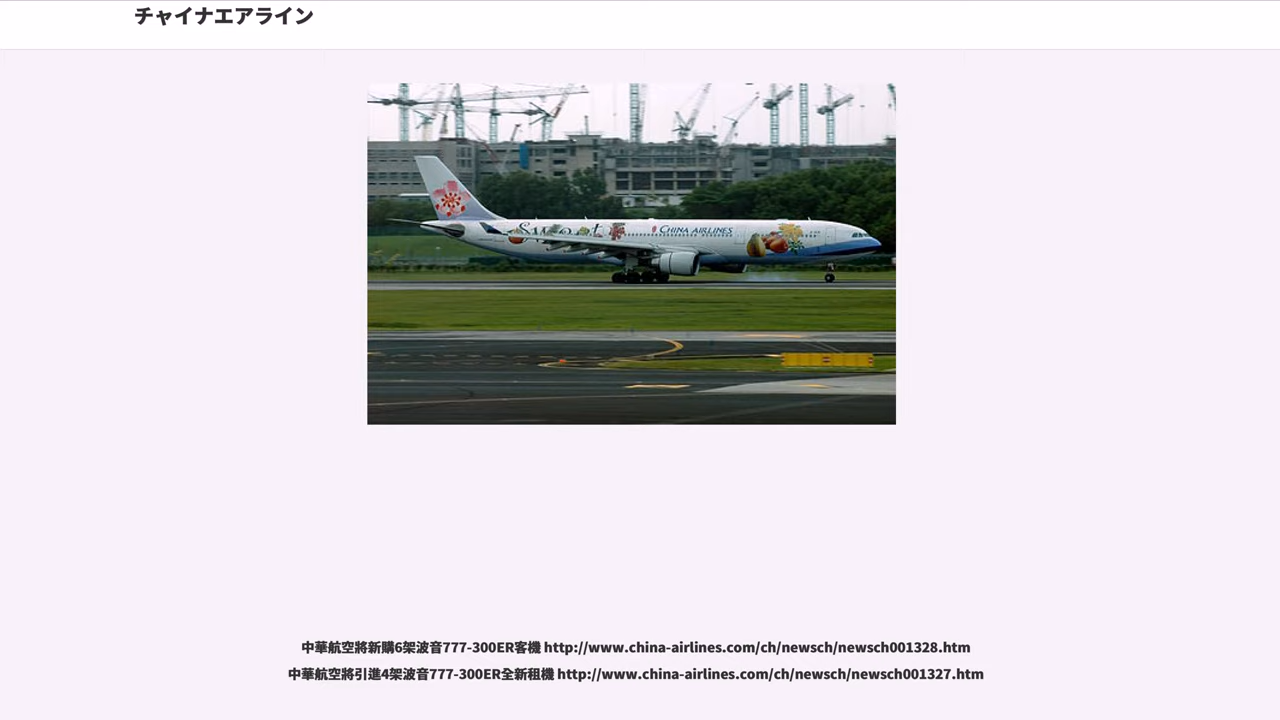 チャイナエアライン
Sweet
CHINA AIRLINES
中華航空將新購6架波音777-300ER客機 http://www.china-airlines.com/ch/newsch/newsch001328.htm
中華航空將引進4架波音777-300ER全新租機 http://www.china-airlines.com/ch/newsch/newsch001327.htm